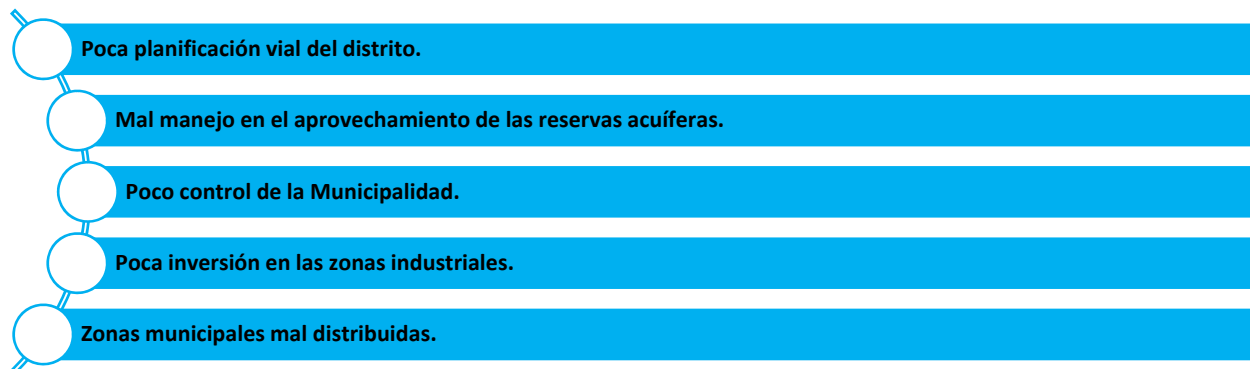 Poca planificación vial del distrito.
Mal manejo en el aprovechamiento de las reservas acuíferas.
Poco control de la Municipalidad.
Poca inversión en las zonas industriales.
Zonas municipales mal distribuidas.